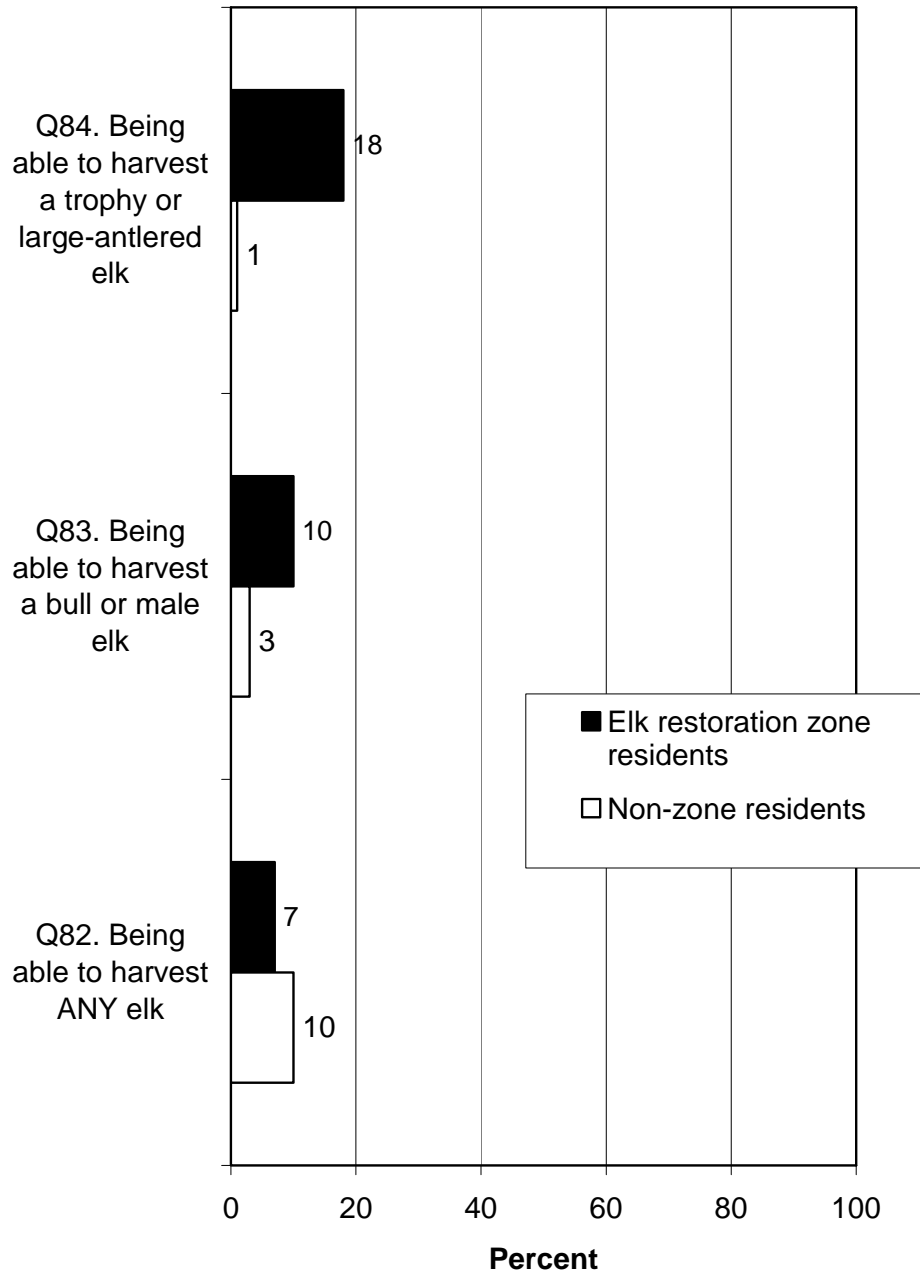 Q84. Being
able to harvest
a trophy or
large-antlered
elk
18
1
Q83. Being
able to harvest
a bull or male
elk
10
3
Elk restoration zone
residents
Non-zone residents
Q82. Being
able to harvest
ANY elk
7
10
0 20 40 60 80 100
Percent